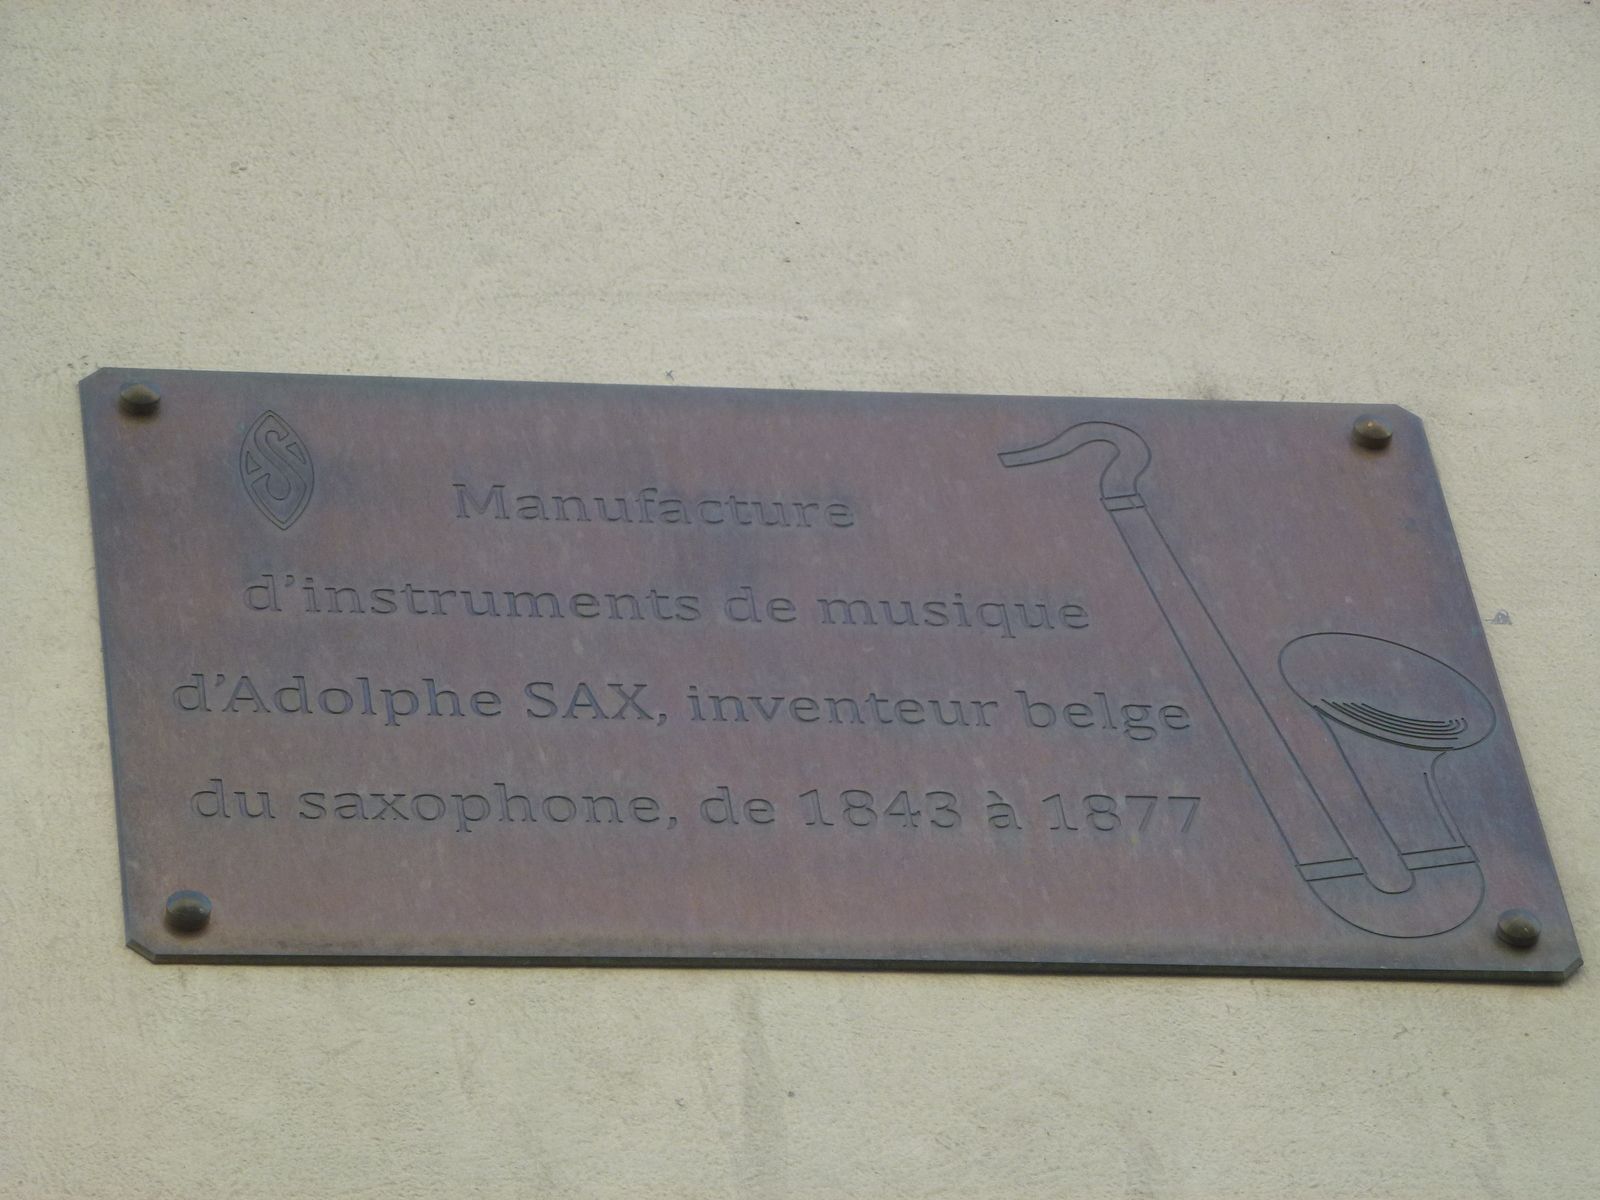 Manufacture
d'instruments de musique
d'Adolphe SAX, inventeur belge
du saxophone, de 1843 à 1877